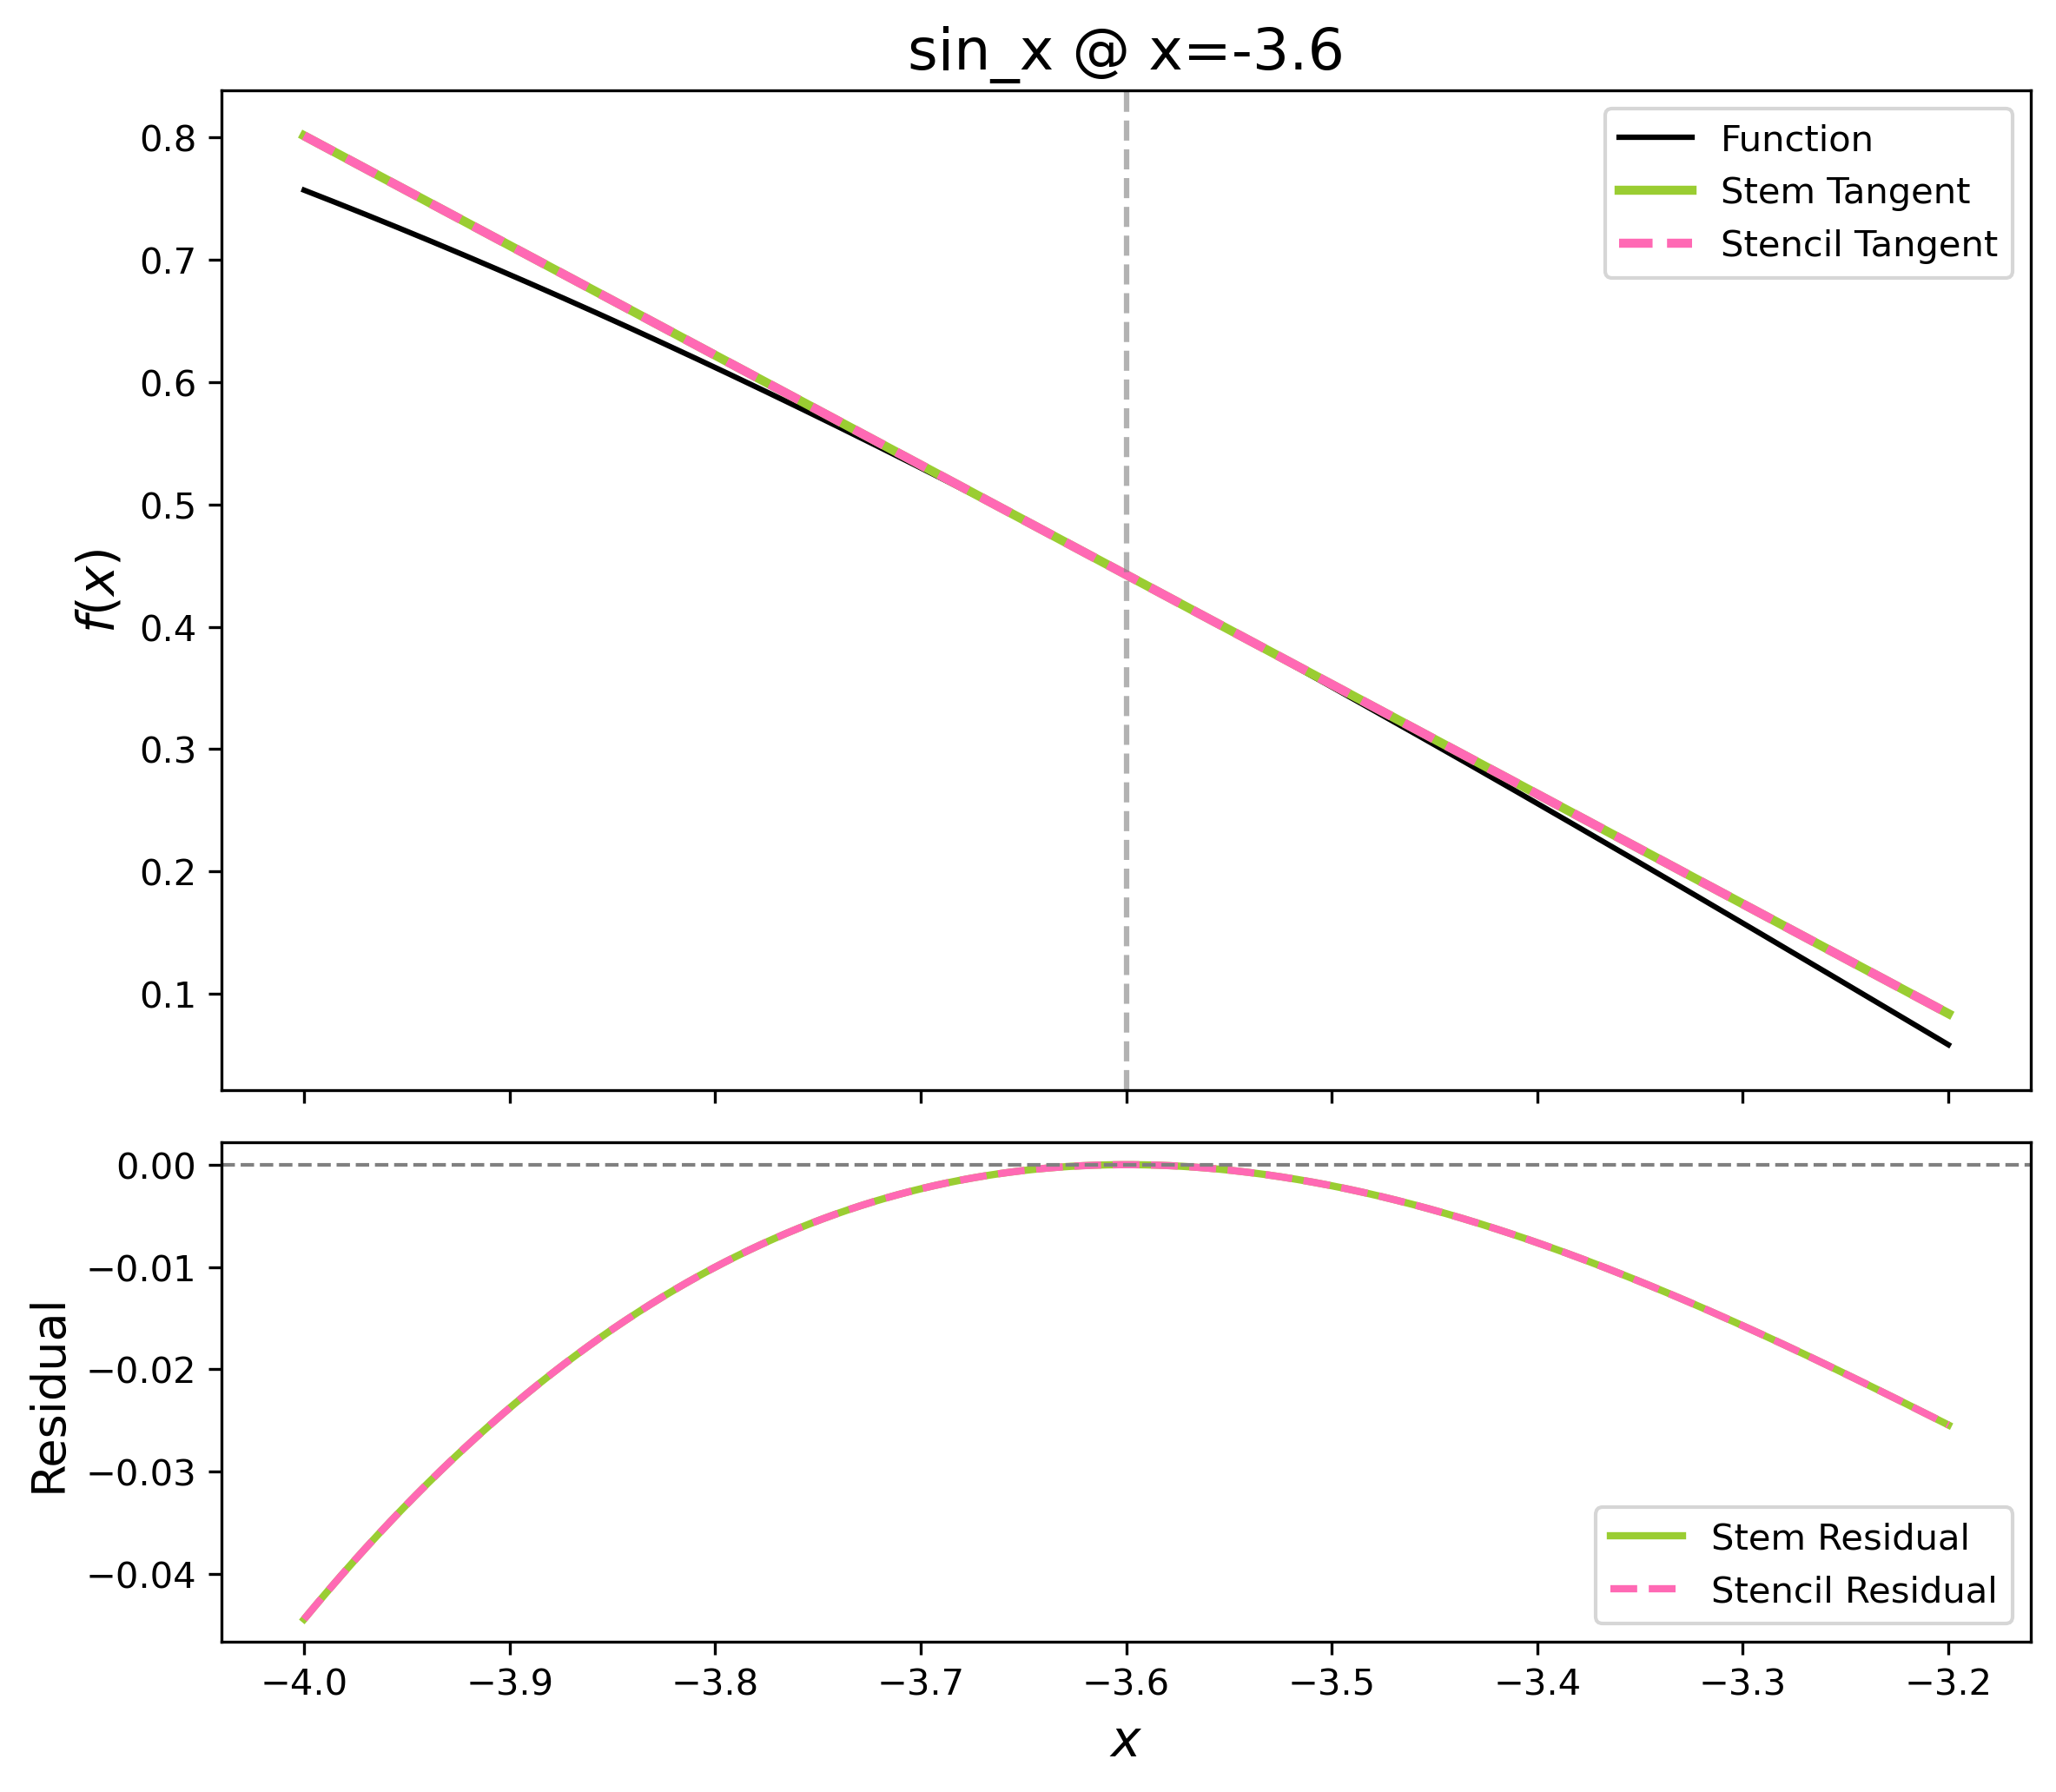 sin_x @ x=-3.6
Function
Stem Tangent
Stencil Tangent
0.8
0.7
0.6
0.5
0.4
0.3
0.2
0.1
f(x)
0.00
−0.01
−0.02
−0.03
−0.04
Residual
Stem Residual
Stencil Residual
−4.0 −3.9 −3.8 −3.7 −3.6 −3.5 −3.4 −3.3 −3.2
x